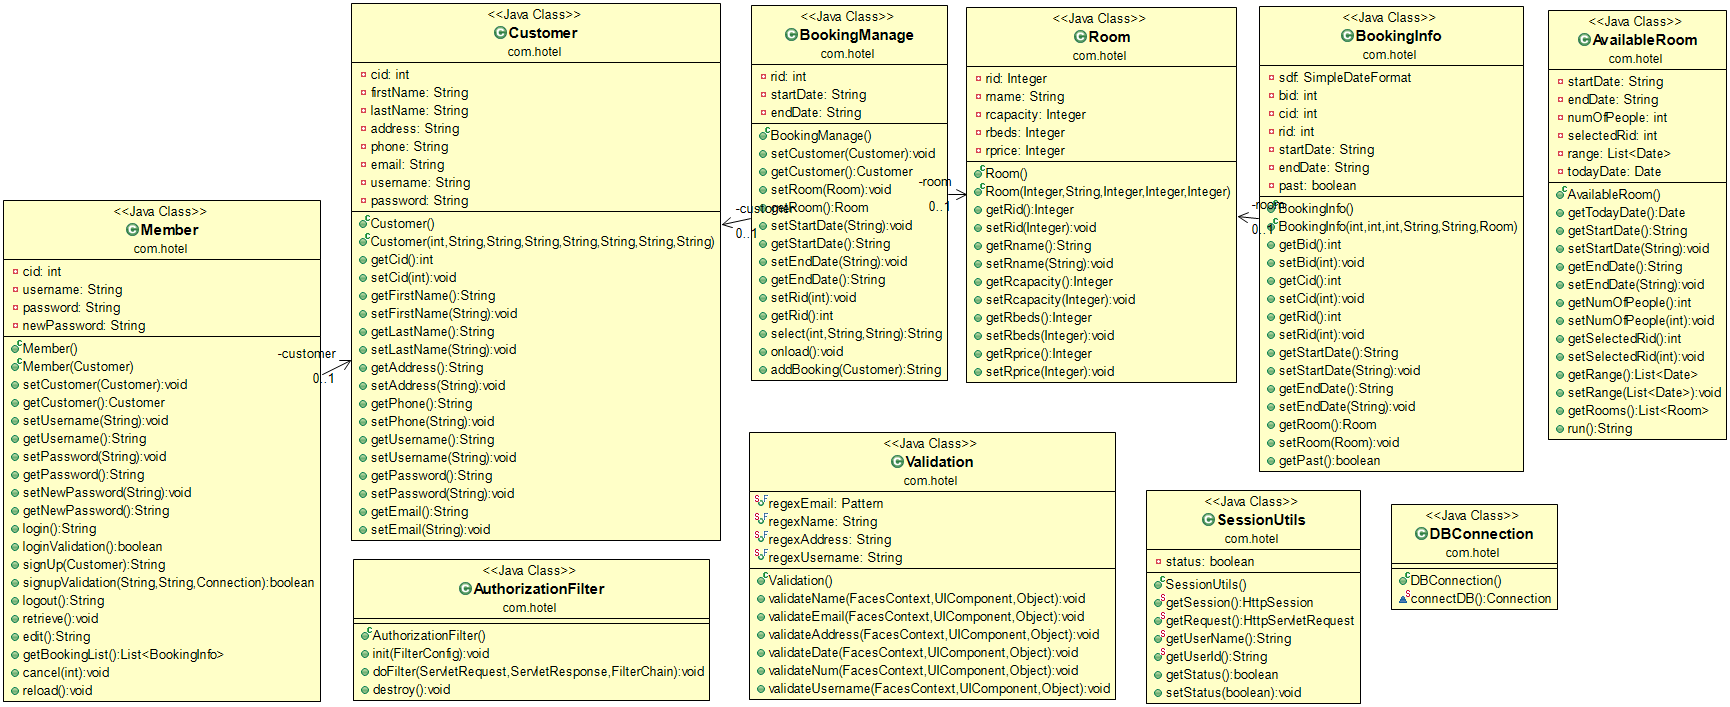 <<Java Class>>
Member
com.hotel
cid: int
username: String
password: String
newPassword: String
Member()
Member(Customer)
setCustomer(Customer):void
getCustomer():Customer
setUsername(String):void
getUsername():String
setPassword(String):void
getPassword():String
setNewPassword(String):void
getNewPassword():String
login():String
loginValidation():boolean
signUp(Customer):String
signupValidation(String,String,Connection):boolean
logout():String
retrieve():void
edit():String
getBookingList():List<BookingInfo>
cancel(int):void
reload():void
-customer
0..1
<<Java Class>>
Customer
com.hotel
cid: int
firstName: String
lastName: String
address: String
phone: String
email: String
username: String
password: String
Customer()
Customer(int,String,String,String,String,String,String,String)
getCid():int
setCid(int):void
getFirstName():String
setFirstName(String):void
getLastName():String
setLastName(String):void
getAddress():String
setAddress(String):void
getPhone():String
setPhone(String):void
getUsername():String
setUsername(String):void
getPassword():String
setPassword(String):void
getEmail():String
setEmail(String):void
<<Java Class>>
AuthorizationFilter
com.hotel
AuthorizationFilter()
init(FilterConfig):void
doFilter(ServletRequest,ServletResponse,FilterChain):void
destroy():void
-customer
0..1
<<Java Class>>
BookingManage
com.hotel
rid: int
startDate: String
endDate: String
BookingManage()
setCustomer(Customer):void
getCustomer():Customer
setRoom(Room):void
getRoom():Room
setStartDate(String):void
getStartDate():String
setEndDate(String):void
getEndDate():String
setRid(int):void
getRid():int
select(int,String,String):String
onload():void
addBooking(Customer):String
-room
0..1
<<Java Class>>
Room
com.hotel
rid: Integer
rname: String
rcapacity: Integer
rbeds: Integer
rprice: Integer
Room()
Room(Integer,String,Integer,Integer,Integer)
getRid():Integer
setRid(Integer):void
getRname():String
setRname(String):void
getRcapacity():Integer
setRcapacity(Integer):void
getRbeds():Integer
setRbeds(Integer):void
getRprice():Integer
setRprice(Integer):void
-room
0..1
<<Java Class>>
BookingInfo
com.hotel
sdf: SimpleDateFormat
bid: int
cid: int
rid: int
startDate: String
endDate: String
past: boolean
BookingInfo()
BookingInfo(int,int,int,String,String,Room)
getBid():int
setBid(int):void
getCid():int
setCid(int):void
getRid():int
setRid(int):void
getStartDate():String
setStartDate(String):void
getEndDate():String
setEndDate(String):void
getRoom():Room
setRoom(Room):void
getPast():boolean
<<Java Class>>
AvailableRoom
com.hotel
startDate: String
endDate: String
numOfPeople: int
selectedRid: int
range: List<Date>
todayDate: Date
AvailableRoom()
getTodayDate():Date
getStartDate():String
setStartDate(String):void
getEndDate():String
setEndDate(String):void
getNumOfPeople():int
setNumOfPeople(int):void
getSelectedRid():int
setSelectedRid(int):void
getRange():List<Date>
setRange(List<Date>):void
getRooms():List<Room>
run():String
<<Java Class>>
Validation
com.hotel
regexEmail: Pattern
regexName: String
regexAddress: String
regexUsername: String
Validation()
validateName(FacesContext,UIComponent,Object):void
validateEmail(FacesContext,UIComponent,Object):void
validateAddress(FacesContext,UIComponent,Object):void
validateDate(FacesContext,UIComponent,Object):void
validateNum(FacesContext,UIComponent,Object):void
validateUsername(FacesContext,UIComponent,Object):void
<<Java Class>>
SessionUtils
com.hotel
status: boolean
SessionUtils()
getSession():HttpSession
getRequest():HttpServletRequest
getUserName():String
getUserId():String
getStatus():boolean
setStatus(boolean):void
<<Java Class>>
DBConnection
com.hotel
DBConnection()
connectDB():Connection